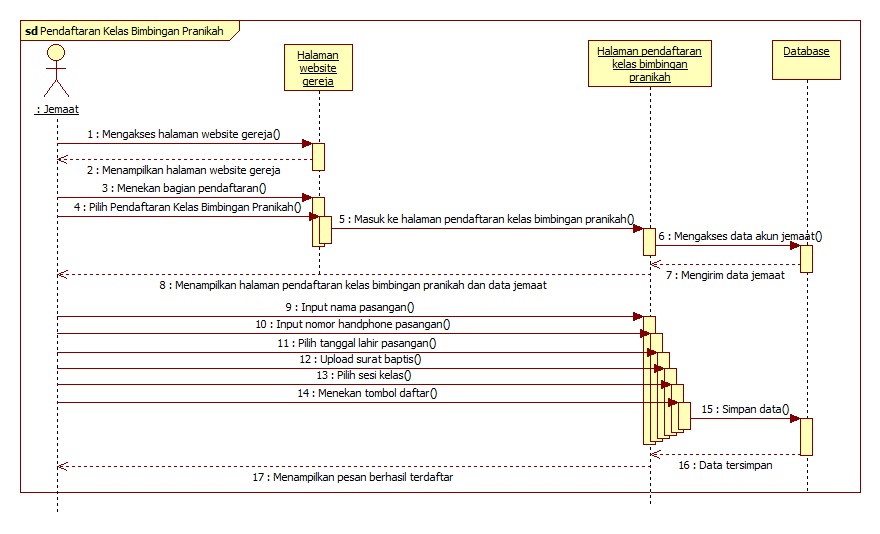 sd Pendaftaran Kelas Bimbingan Pranikah
Halaman
website
gereja
Halaman pendaftaran
kelas bimbingan
pranikah
Database
: Jemaat
1 : Mengakses halaman website gereja()
2 : Menampilkan halaman website gereja
3 : Menekan bagian pendaftaran()
4 : Pilih Pendaftaran Kelas Bimbingan Pranikah()
5 : Masuk ke halaman pendaftaran kelas bimbingan pranikah()
6 : Mengakses data akun jemaat()
7 : Mengirim data jemaat
8 : Menampilkan halaman pendaftaran kelas bimbingan pranikah dan data jemaat
9 : Input nama pasangan()
10 : Input nomor handphone pasangan()
11 : Pilih tanggal lahir pasangan()
12 : Upload surat baptis()
13 : Pilih sesi kelas()
14 : Menekan tombol daftar()
15 : Simpan data()
16 : Data tersimpan
17 : Menampilkan pesan berhasil terdaftar